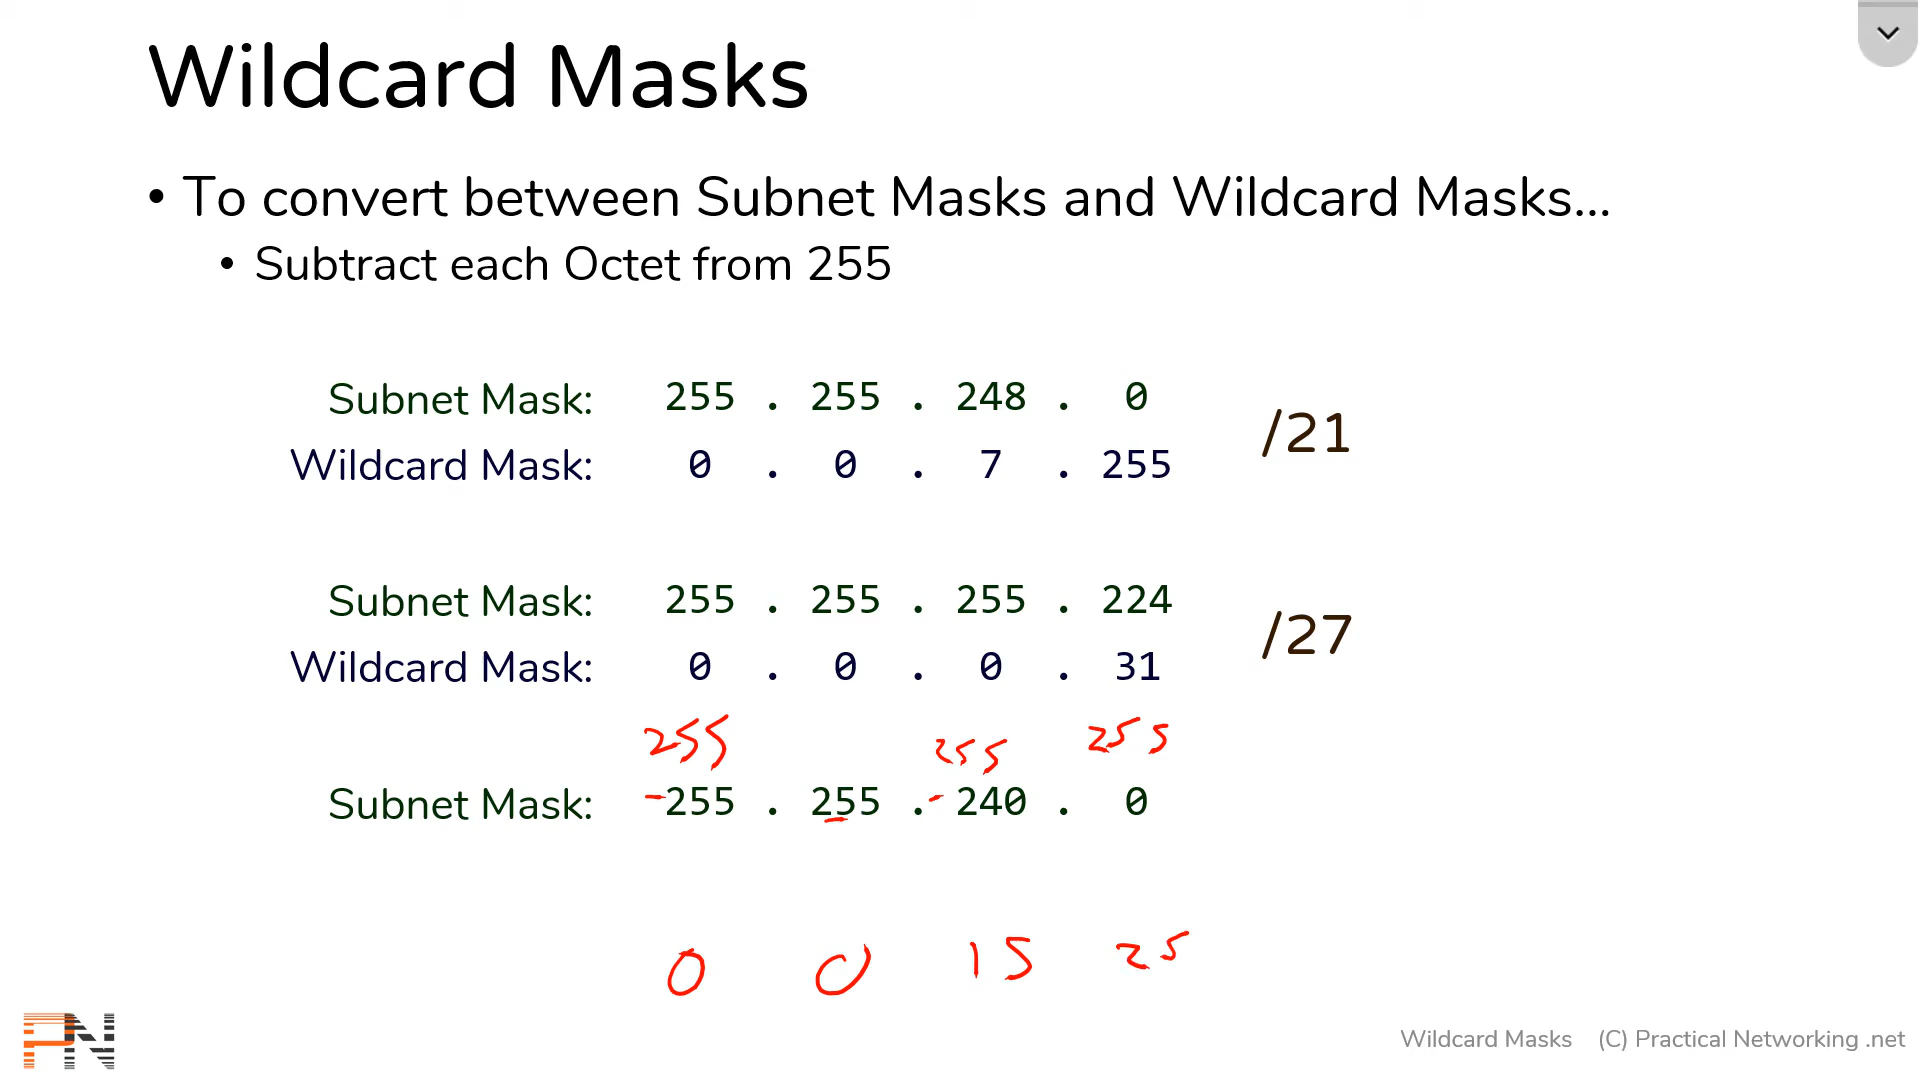 Wildcard Masks
• To convert between Subnet Masks and Wildcard Masks...
• Subtract each Octet from 255
Subnet Mask: 255 . 255 . 248 . 0
/21
Wildcard Mask: 0 . 0 . 7 . 255
Subnet Mask: 255 . 255 . 255 . 224
/27
Wildcard Mask: 0 . 0 . 0 . 31
255 255 255
Subnet Mask: -255 . 255 . -240 . 0
0 0 15 25
PN
Wildcard Masks (C) Practical Networking .net